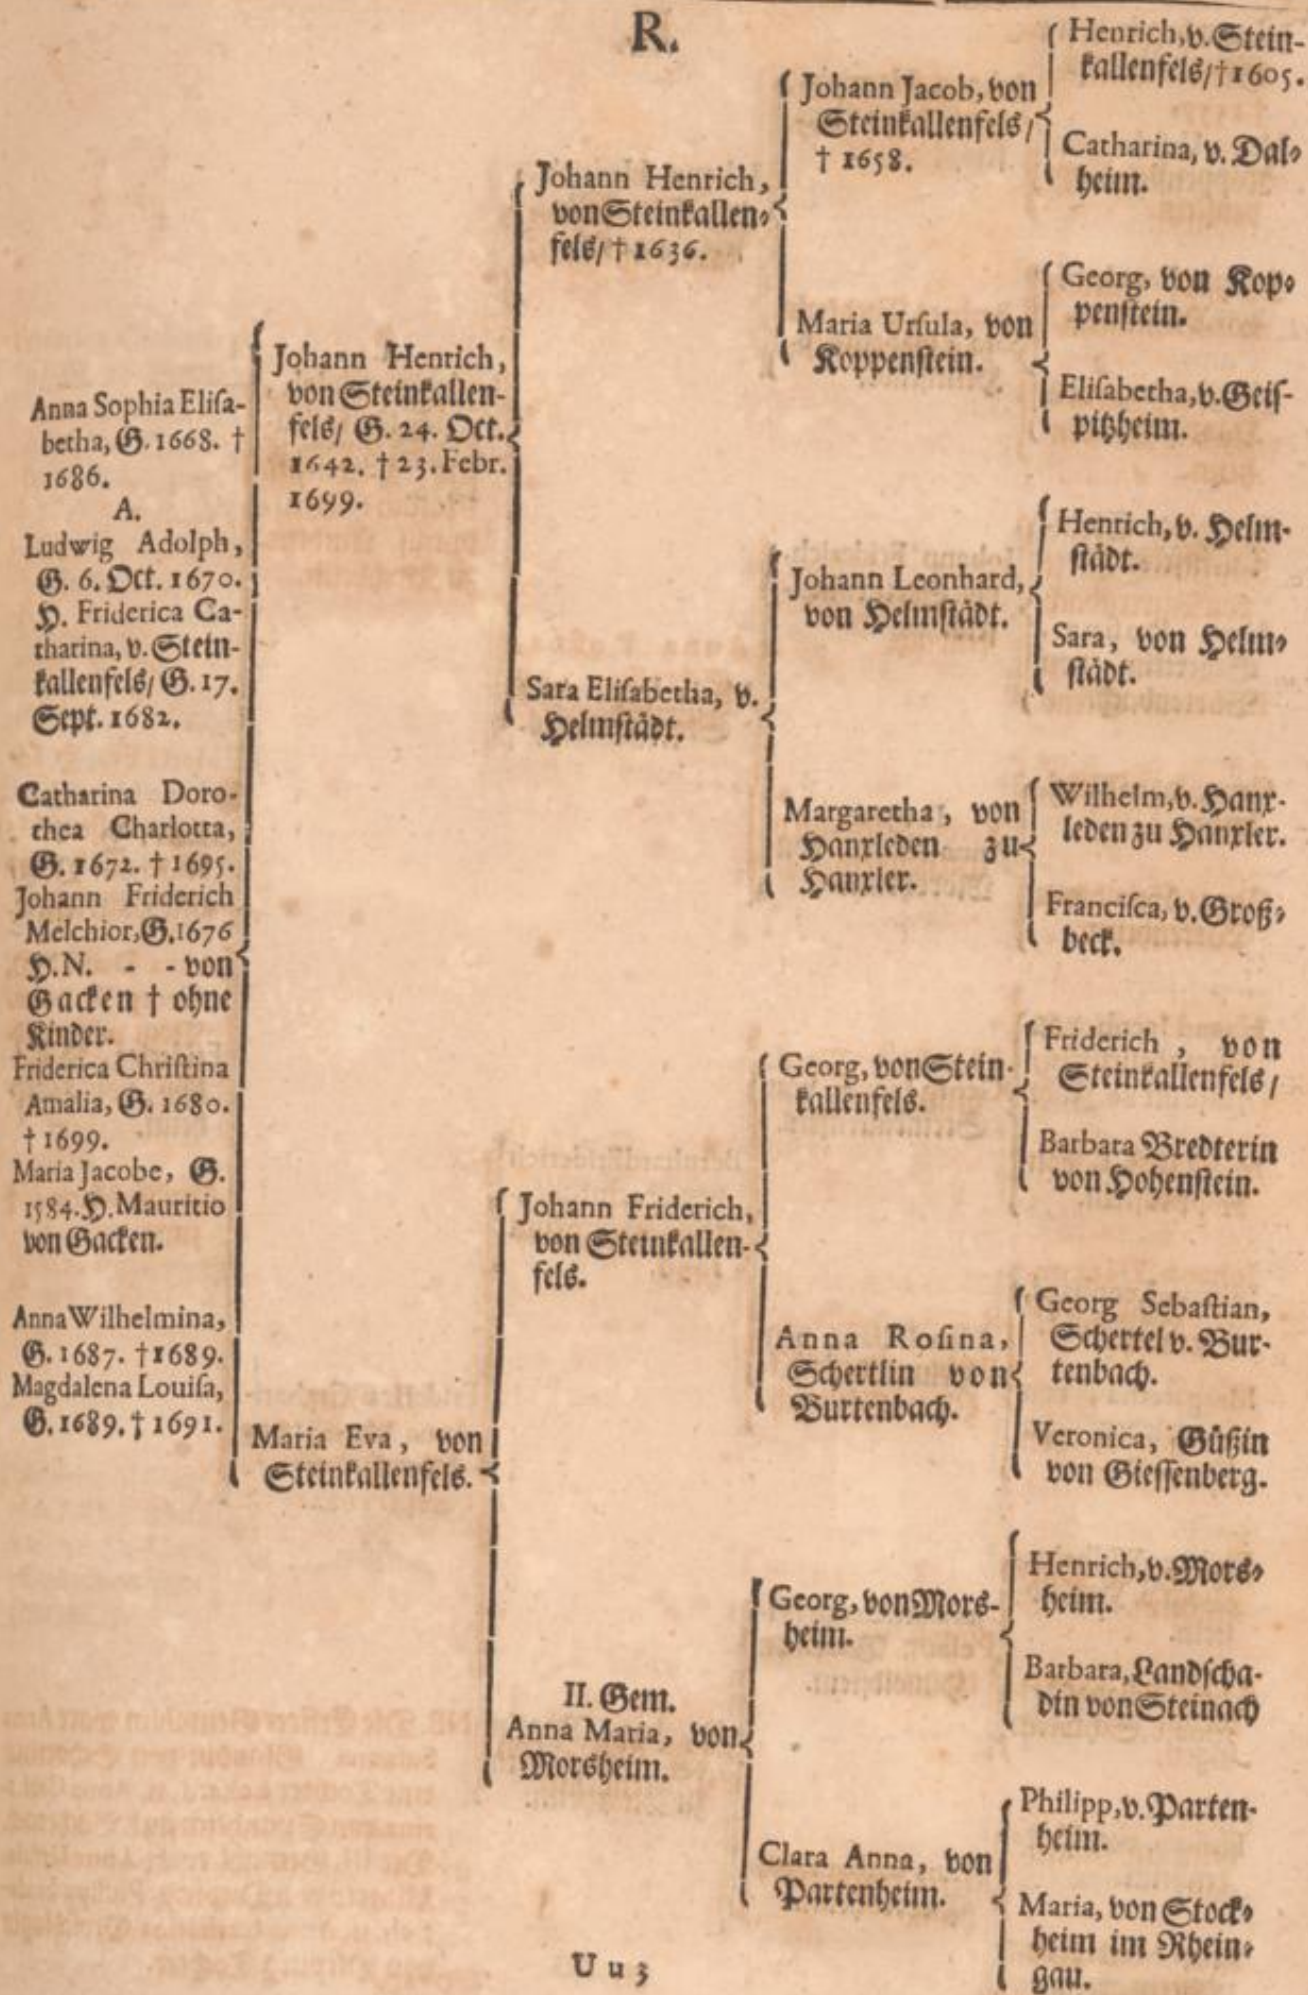 R.
Anna Sophia Elisa-
betha, G. 1668. †
1686.
A.
Ludwig Adolph,
G. 6. Oct. 1670.
H. Friderica Ca-
tharina, v. Stein-
kallenfels/ G. 17.
Sept. 1682.
Catharina Doro-
thea Charlotta,
G. 1672. † 1695.
Johann Friderich
Melchior, G. 1676
H. N. - - von
Gacken † ohne
Kinder.
Friderica Christina
Amalia, G. 1680.
† 1699.
Maria Jacobe, G.
1584. H. Mauritio
von Gacken.
Anna Wilhelmina,
G. 1687. † 1689.
Magdalena Louisa,
G. 1689. † 1691.
Johann Henrich,
von Steinkallen-
fels/ G. 24. Oct.
1642. † 23. Febr.
1699.
Maria Eva, von
Steinkallenfels.
Johann Henrich,
von Steinkallen-
fels/ † 1636.
Sara Elisabetha, v.
Helmstädt.
Johann Friderich,
von Steinkallen-
fels.
II. Gem.
Anna Maria, von
Morsheim.
Johann Jacob, von
Steinkallenfels/
† 1658.
Maria Ursula, von
Koppenstein.
Johann Leonhard,
von Helmstädt.
Margaretha, von
Hanxleden zu
Hanxler.
Georg, von Stein-
kallenfels.
Anna Rosina,
Schertlin von
Burtenbach.
Georg, von Mors-
heim.
Clara Anna, von
Partenheim.
Henrich, v. Stein-
kallenfels/ † 1605.
Catharina, v. Dal-
heim.
Georg, von Kop-
penstein.
Elisabetha, v. Geis-
pitzheim.
Henrich, v. Helm-
städt.
Sara, von Helm-
städt.
Wilhelm, v. Hanx-
leden zu Hanxler.
Francisca, v. Groß-
beck.
Friderich, von
Steinkallenfels/
Barbara Bredterin
von Hohenstein.
Georg Sebastian,
Schertel v. Bur-
tenbach.
Veronica, Güßin
von Giessenberg.
Henrich, v. Mors-
heim.
Barbara, Landscha-
din von Steinach
Philipp, v. Parten-
heim.
Maria, von Stock-
heim im Rhein-
gau.
Uu 3